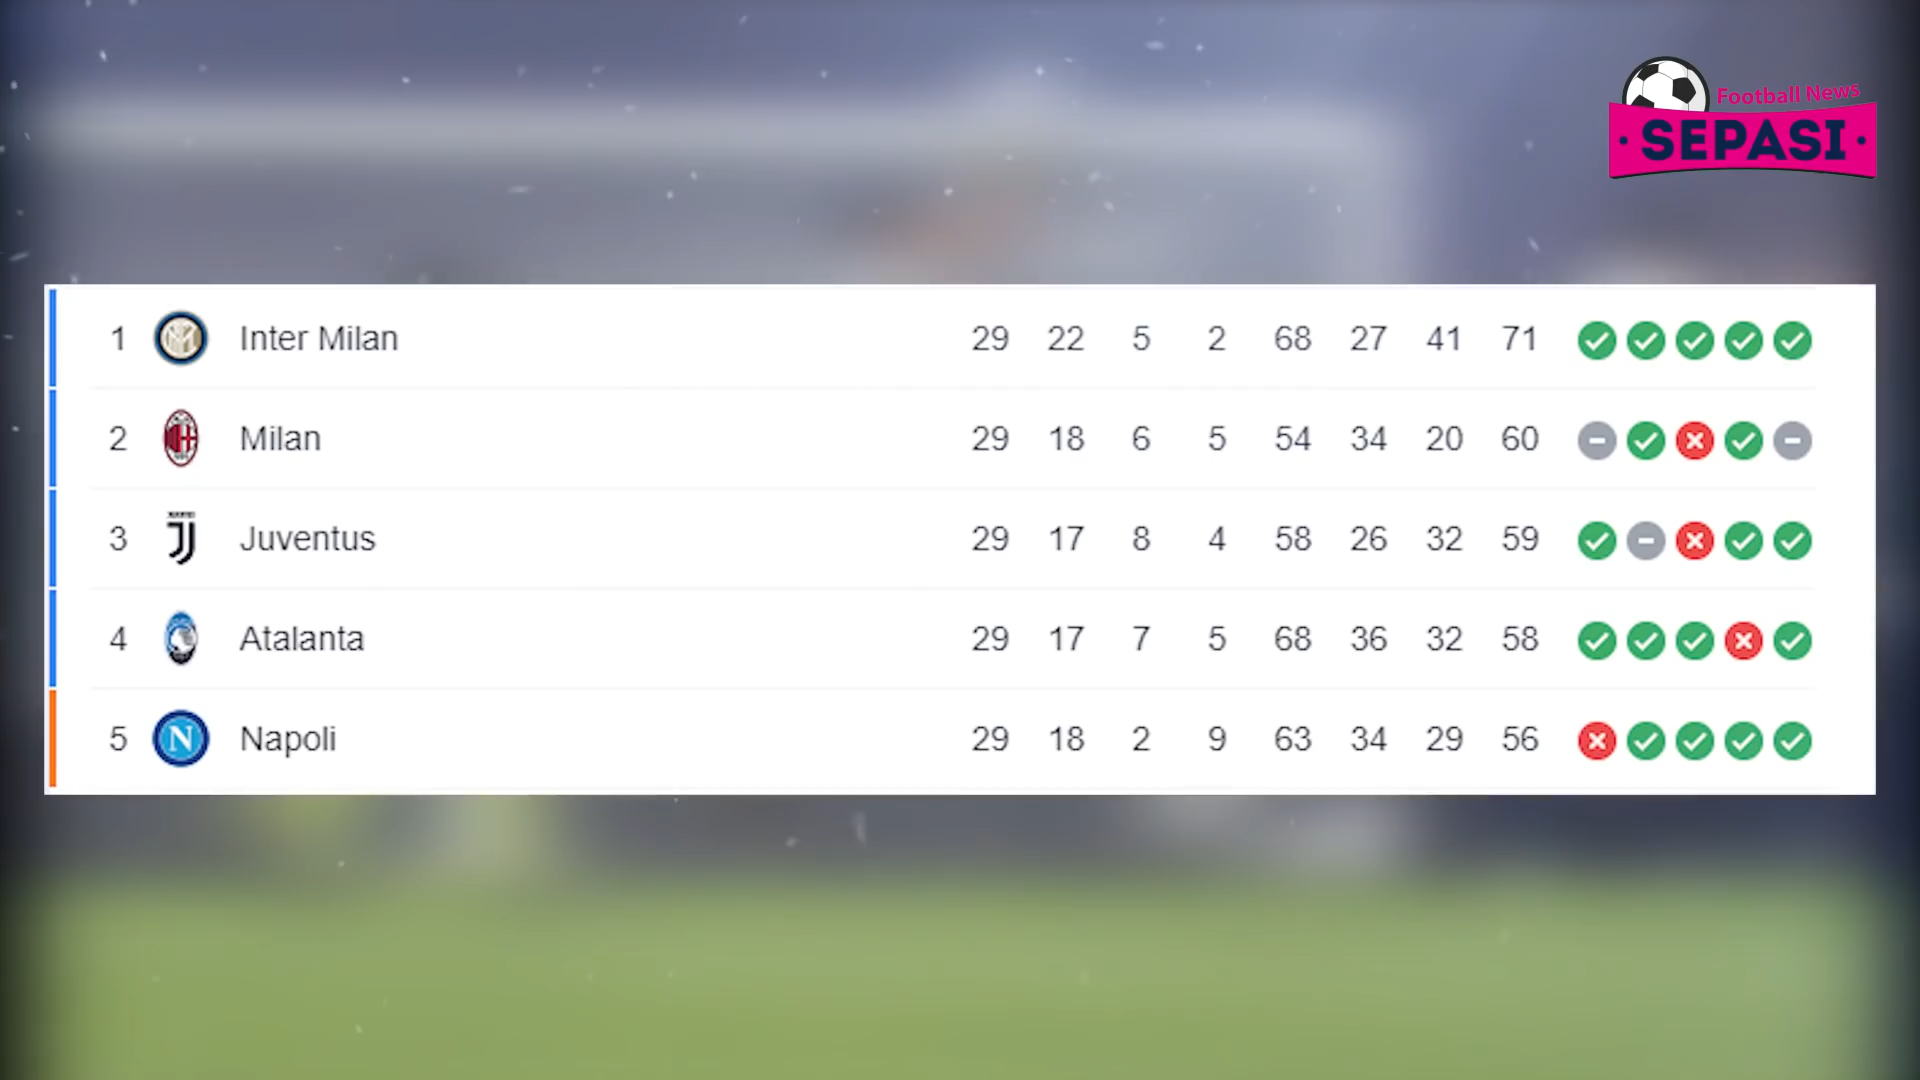 Football News
SEPASI
1 Inter Milan 29 22 5 2 68 27 41 71
2 Milan 29 18 6 5 54 34 20 60
3 Juventus 29 17 8 4 58 26 32 59
4 Atalanta 29 17 7 5 68 36 32 58
5 N Napoli 29 18 2 9 63 34 29 56